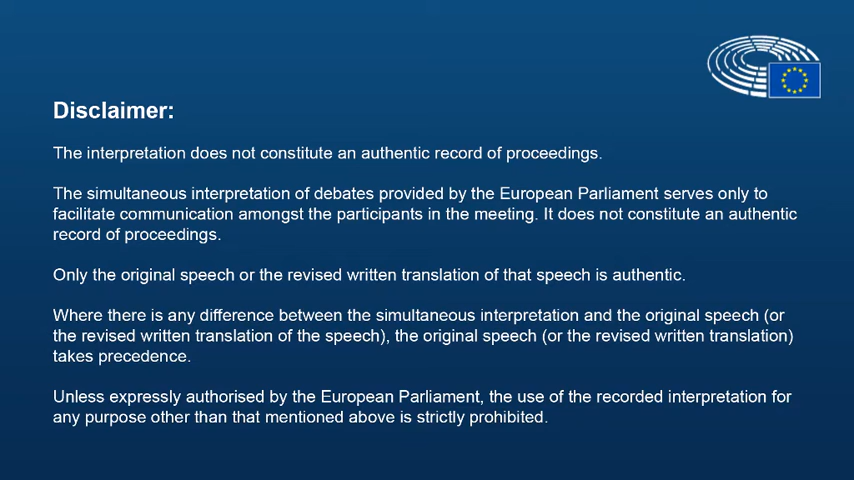 Disclaimer:
The interpretation does not constitute an authentic record of proceedings.
The simultaneous interpretation of debates provided by the European Parliament serves only to
facilitate communication amongst the participants in the meeting. It does not constitute an authentic
record of proceedings.
Only the original speech or the revised written translation of that speech is authentic.
Where there is any difference between the simultaneous interpretation and the original speech (or
the revised written translation of the speech), the original speech (or the revised written translation)
takes precedence.
Unless expressly authorised by the European Parliament, the use of the recorded interpretation for
any purpose other than that mentioned above is strictly prohibited.